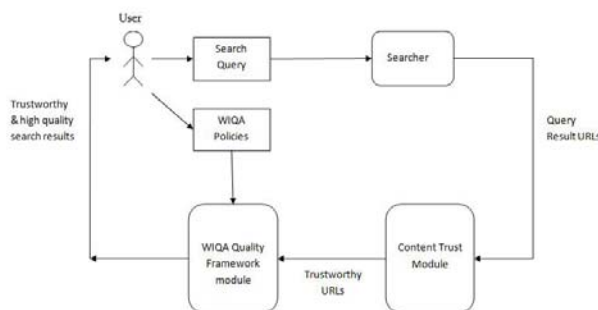 User
Search
Query
Searcher
Trustworthy
& high quality
search results
WIQA
Policies
Query
Result URLs
WIQA Quality
Framework
module
Content Trust
Module
Trustworthy
URLs